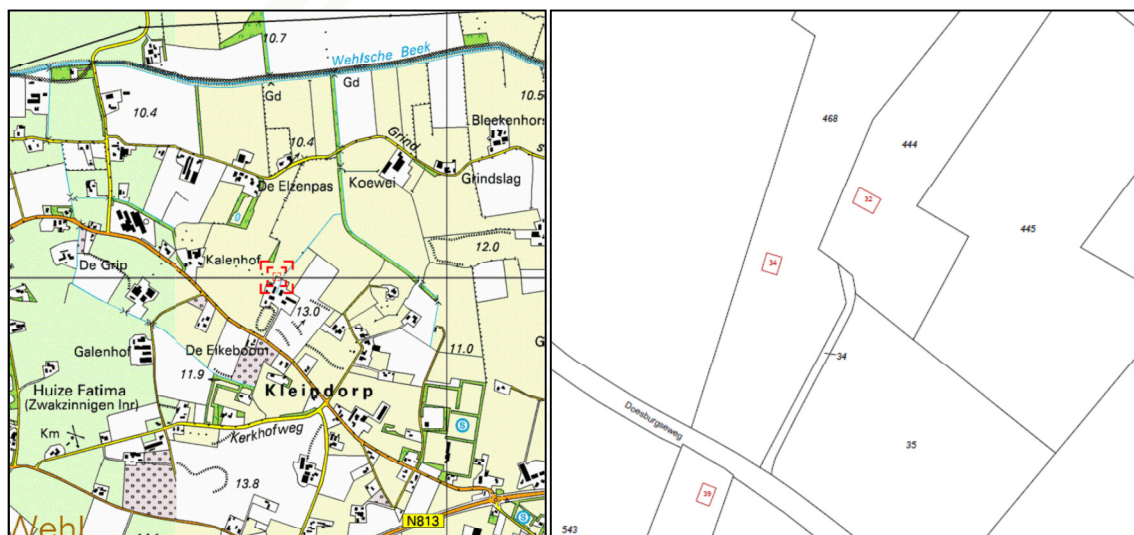 10.7
Wehlsche Beek
Gd
Gd
10.4
10.5
Bleekenhors
Grind
10.4
De Elzenpas
Koewei
Grindslag
s
12.0
Kalenhof
De Grip
13.0
Galenhof
De Eikeboom
11.0
G
11.9
Kleindorp
Huize Fatima
(Zwakzinnigen Inr)
Km
Kerkhofweg
S
13.8
N813
S
Wehl
468
444
32
445
34
34
Doesburgseweg
35
39
543